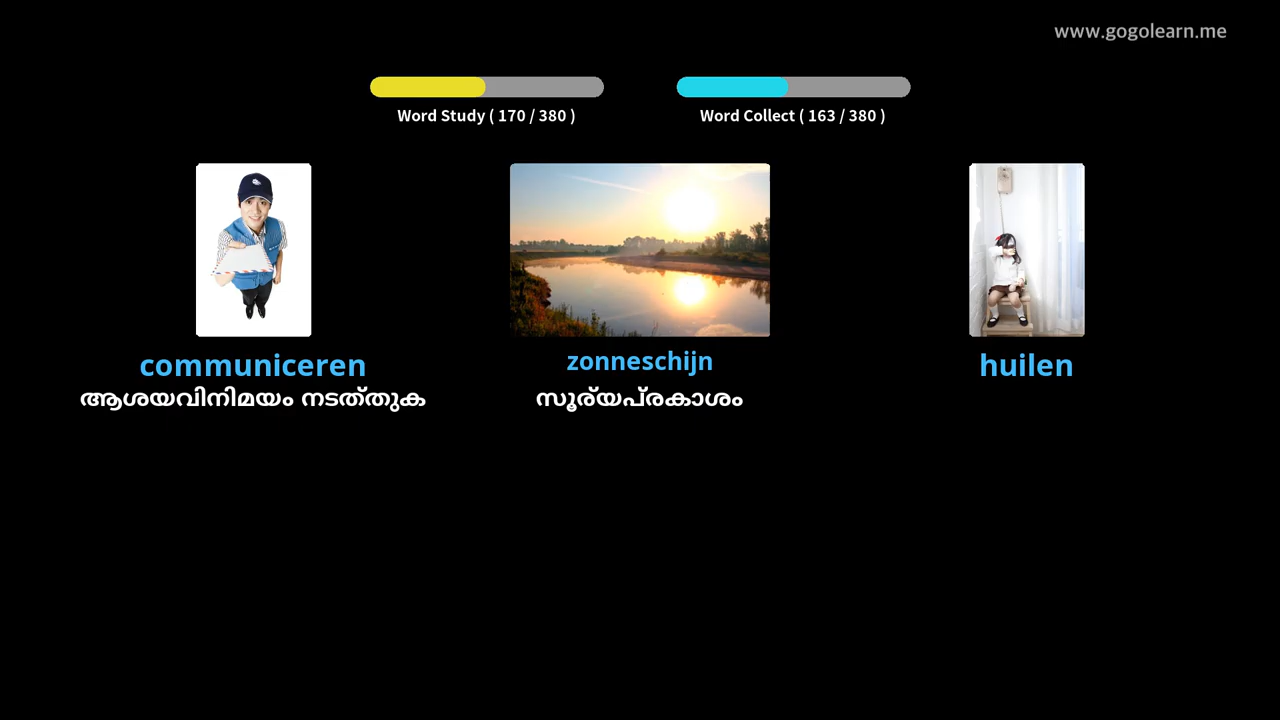 www.gogolearn.me
Word Study ( 170 / 380 )
Word Collect ( 163 / 380 )
communiceren
ആശയവിനിമയം നടത്തുക
zonneschijn
സൂര്യപ്രകാശം
huilen